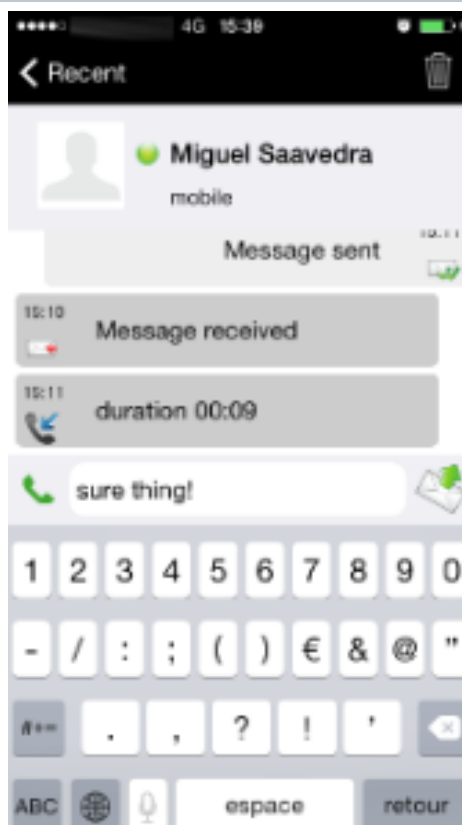 4G 15:39
Recent
Miguel Saavedra
mobile
Message sent
15:10
Message received
15:11
duration 00:09
sure thing!
1 2 3 4 5 6 7 8 9 0
- / : ; ( ) € & @ "
#+= . , ? ! '
ABC espace retour